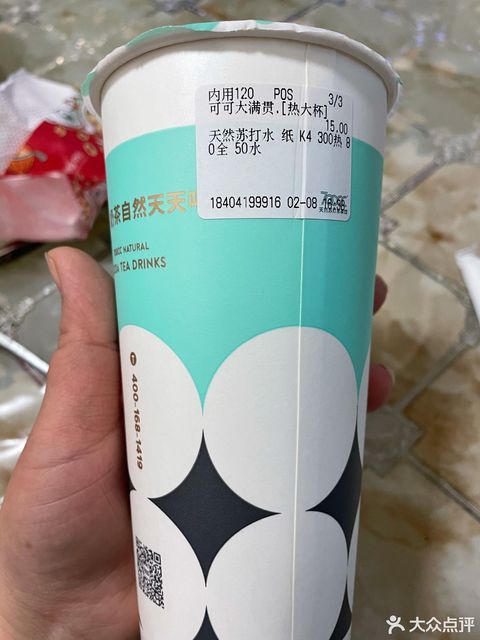 内用120 POS 3/3
可可大满贯.[热大杯]
15.00
天然苏打水 纸 K4 300热 8
0全 50水
18404199916 02-08 16:56
茶自然天天
NATURAL
TEA DRINKS
400-168-1419
大众点评